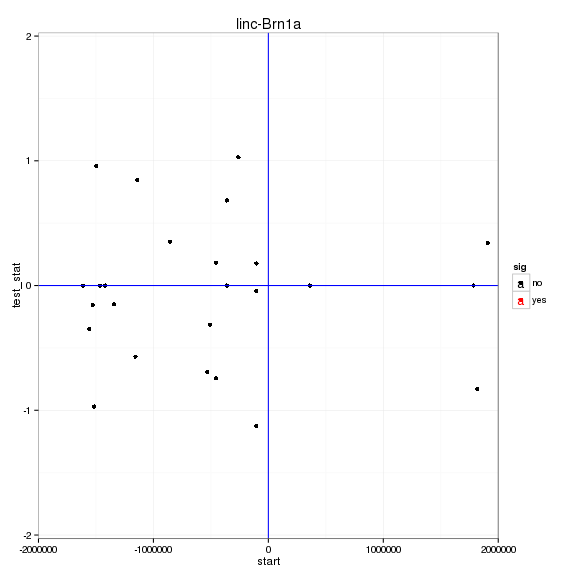 linc-Brn1a
2
1
0
-1
-2
test_stat
-2000000 -1000000 0 1000000 2000000
start
sig
a no
a yes